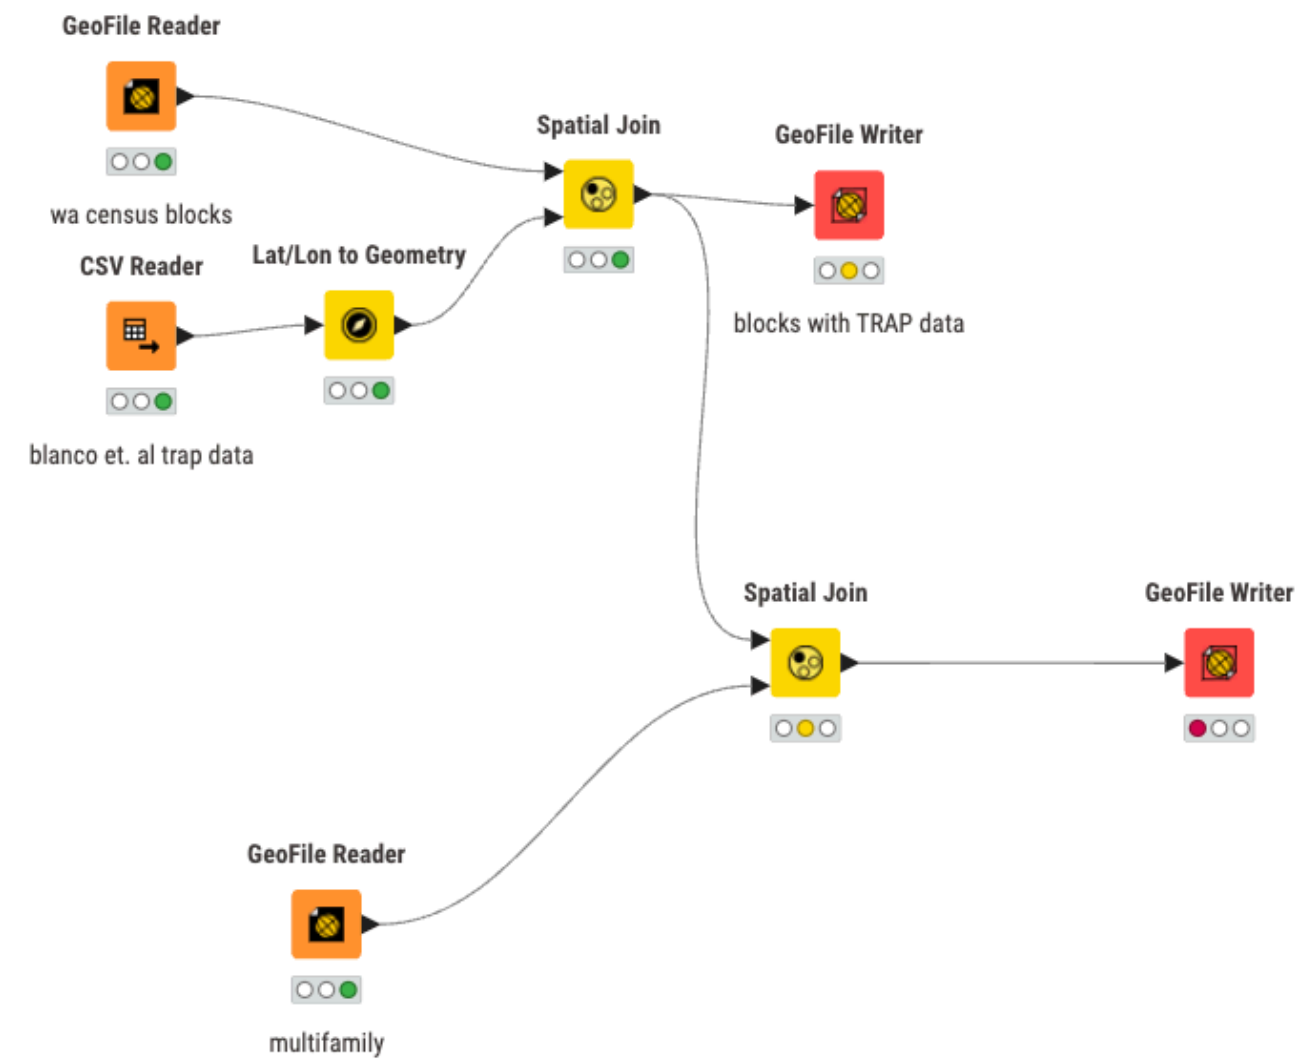 GeoFile Reader
wa census blocks
CSV Reader
blanco et. al trap data
Lat/Lon to Geometry
Spatial Join
GeoFile Writer
blocks with TRAP data
Spatial Join
GeoFile Writer
GeoFile Reader
multifamily